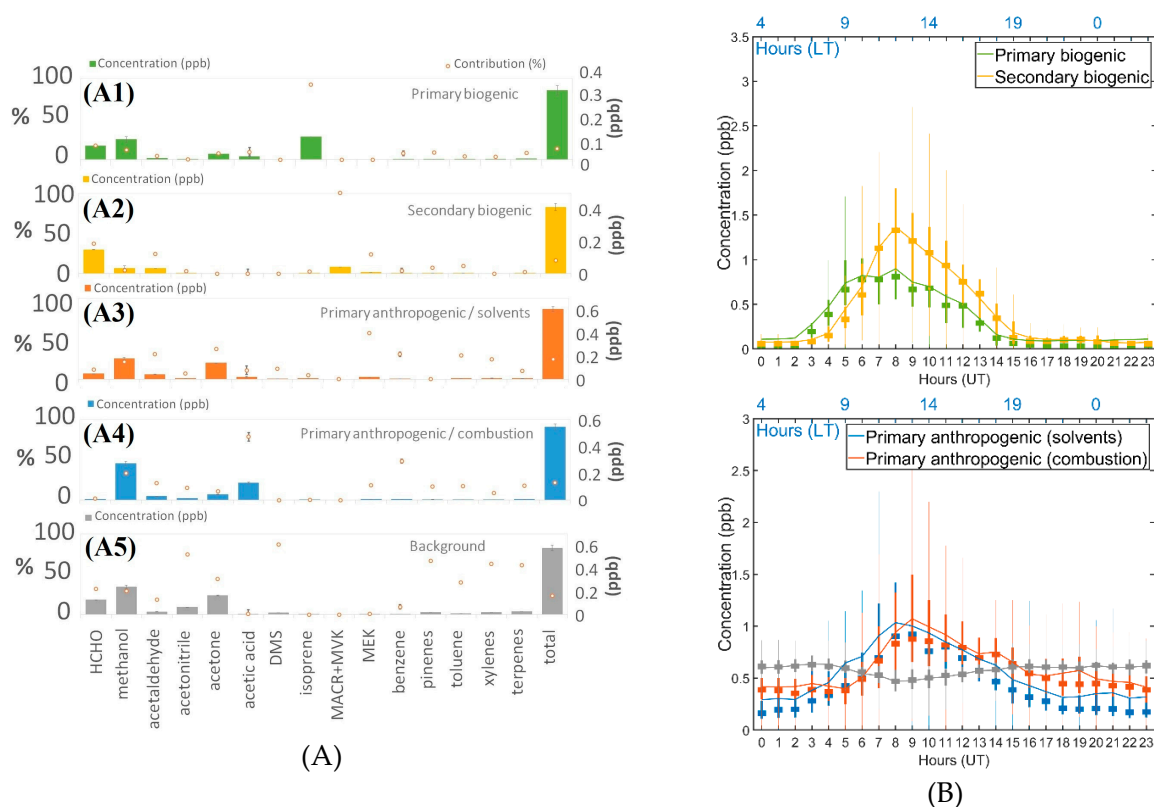 Concentration (ppb)
Contribution (%)
100
50
0
%
(A1)
Primary biogenic
0.4
0.3
0.1
0
(ppb)
Concentration (ppb)
100
50
0
%
(A2)
Secondary biogenic
0.4
0.2
0
(ppb)
Concentration (ppb)
100
50
0
%
(A3)
Primary anthropogenic / solvents
0.6
0.4
0.2
0
(ppb)
Concentration (ppb)
100
50
0
%
(A4)
Primary anthropogenic / combustion
0.6
0.4
0.2
0
(ppb)
Concentration (ppb)
100
50
0
%
(A5)
Background
0.6
0.4
0.2
0
(ppb)
HCHO
methanol
acetaldehyde
acetonitrile
acetone
acetic acid
DMS
isoprene
MACR+MVK
MEK
benzene
pinenes
toluene
xylenes
terpenes
total
(A)
4 9 14 19 0
Hours (LT)
Primary biogenic
Secondary biogenic
3.5
3
2.5
2
1.5
1
0.5
0
Concentration (ppb)
0 1 2 3 4 5 6 7 8 9 10 11 12 13 14 15 16 17 18 19 20 21 22 23
Hours (UT)
4 9 14 19 0
Hours (LT)
Primary anthropogenic (solvents)
Primary anthropogenic (combustion)
3
2.5
2
1.5
1
0.5
0
Concentration (ppb)
0 1 2 3 4 5 6 7 8 9 10 11 12 13 14 15 16 17 18 19 20 21 22 23
Hours (UT)
(B)